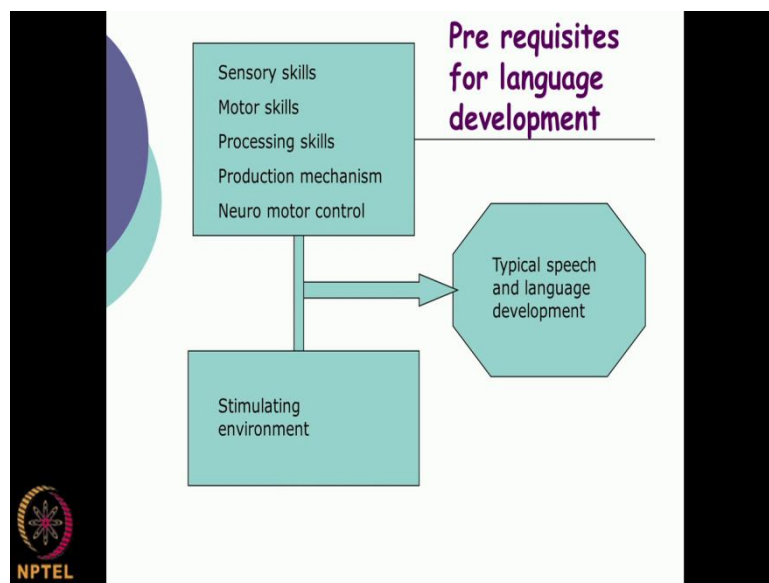 Pre requisites
for language
development
Sensory skills
Motor skills
Processing skills
Production mechanism
Neuro motor control
Typical speech
and language
development
Stimulating
environment
NPTEL